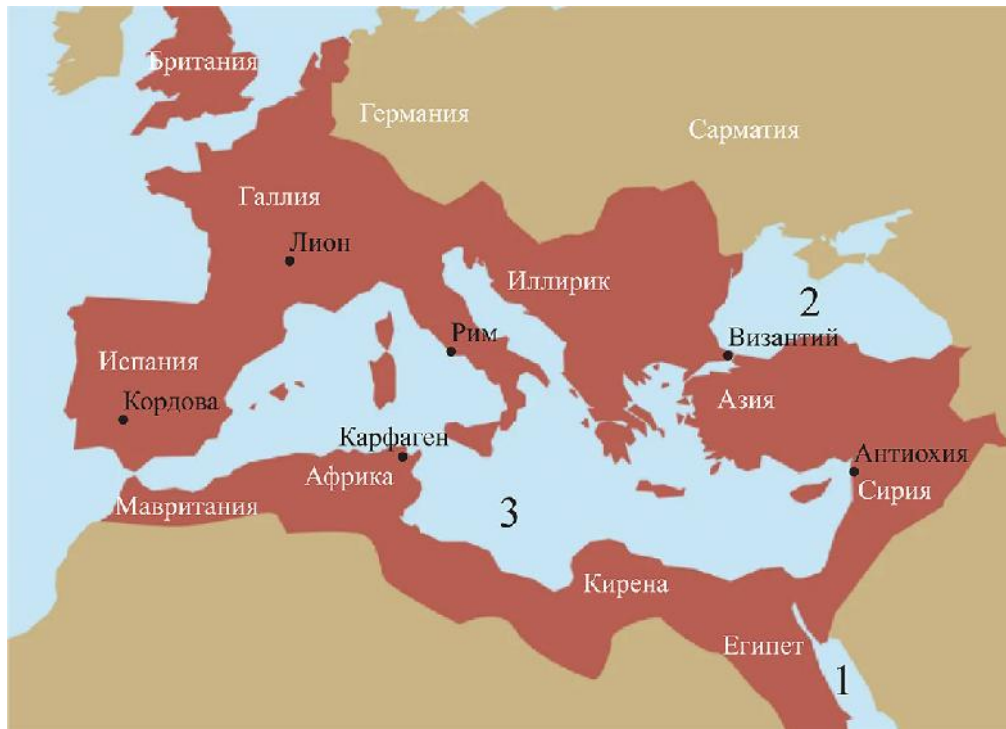 Британия
Германия
Сарматия
Галлия
Лион
Иллирик
2
Рим
Византий
Испания
Азия
Кордова
Карфаген
Антиохия
Африка
Сирия
Мавритания
3
Кирена
Египет
1